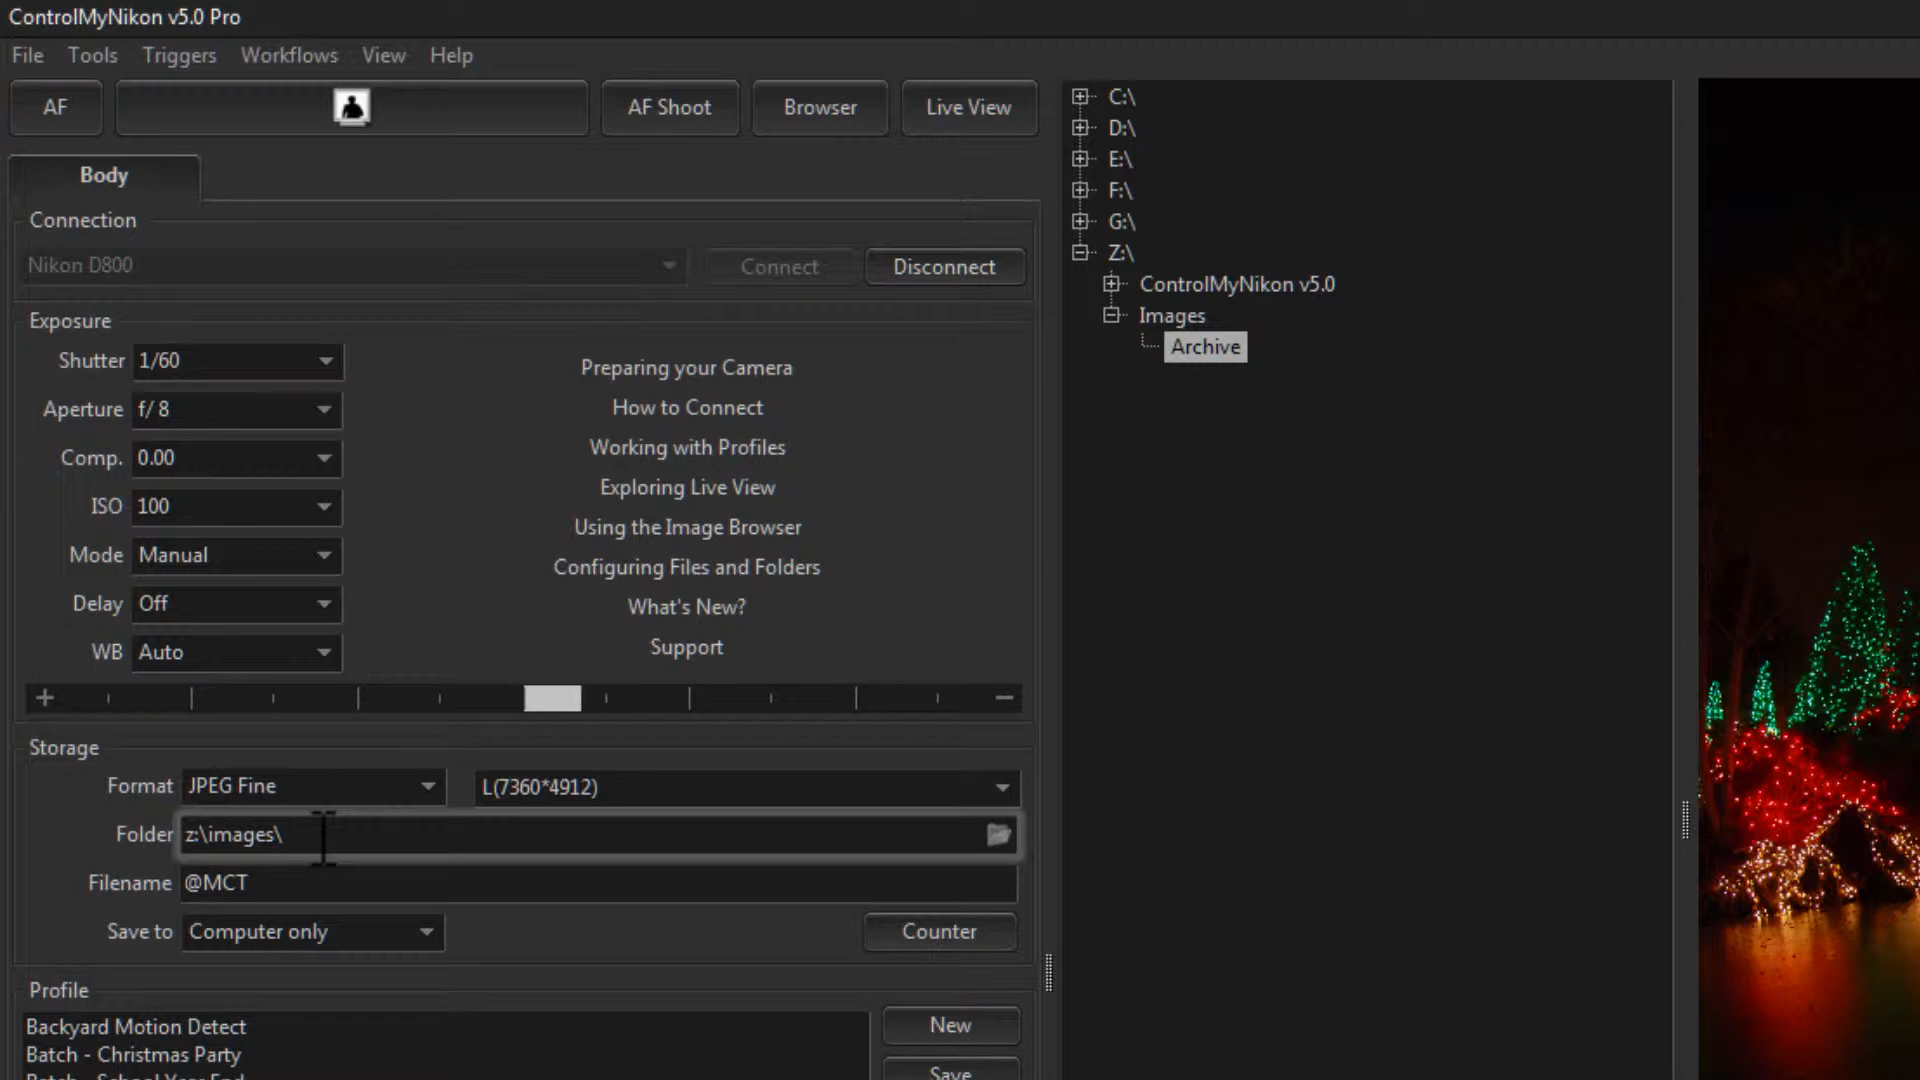 ControlMyNikon v5.0 Pro
File Tools Triggers Workflows View Help
AF AF Shoot Browser Live View
Body
Connection
Nikon D800 Connect Disconnect
Exposure
Shutter 1/60
Aperture f/ 8
Comp. 0.00
ISO 100
Mode Manual
Delay Off
WB Auto
Preparing your Camera
How to Connect
Working with Profiles
Exploring Live View
Using the Image Browser
Configuring Files and Folders
What's New?
Support
Storage
Format JPEG Fine L(7360*4912)
Folder z:\images\
Filename @MCT
Save to Computer only Counter
Profile
Backyard Motion Detect
Batch - Christmas Party
Batch - School Year End
New
Save
C:\
D:\
E:\
F:\
G:\
Z:\
ControlMyNikon v5.0
Images
Archive